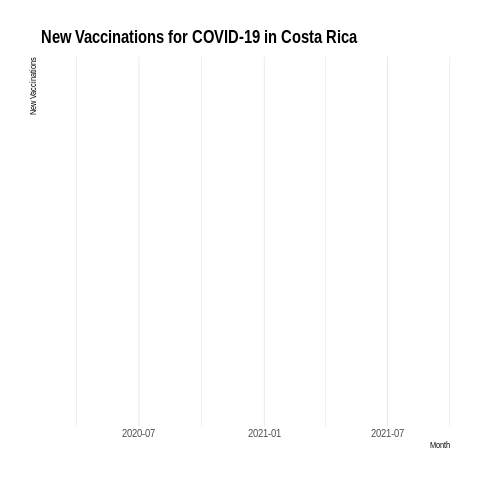 New Vaccinations for COVID-19 in Costa Rica
New Vaccinations
2020-07
2021-01
2021-07
Month